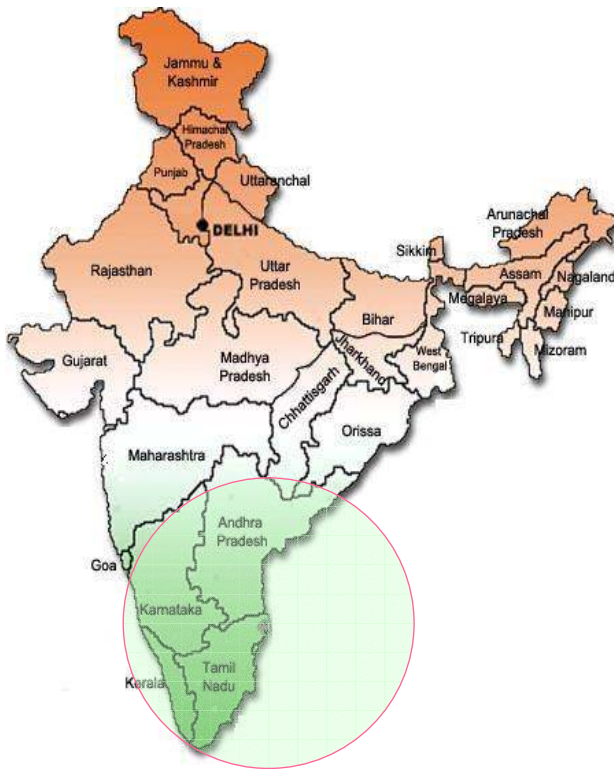 Jammu &
Kashmir
Himachal
Pradesh
Punjab
Uttaranchal
DELHI
Arunachal
Pradesh
Sikkim
Rajasthan
Uttar
Pradesh
Assam
Nagaland
Megalaya
Bihar
Manipur
Tripura
Mizoram
Gujarat
Madhya
Pradesh
Jharkhand
West
Bengal
Chhattisgarh
Orissa
Maharashtra
Andhra
Pradesh
Goa
Karnataka
Kerala
Tamil
Nadu